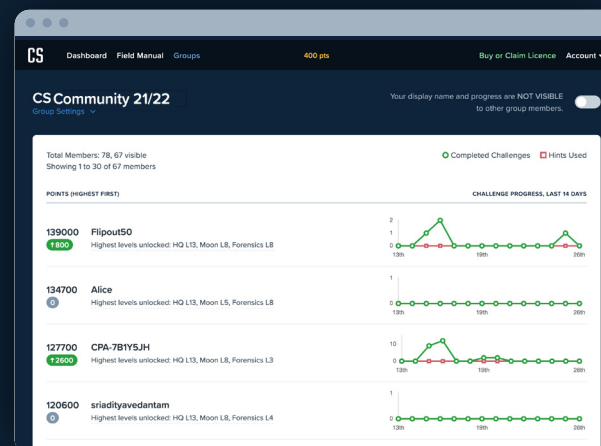 CS Dashboard Field Manual Groups 400 pts Buy or Claim Licence Account
CS Community 21/22
Group Settings
Your display name and progress are NOT VISIBLE
to other group members.
Total Members: 78, 67 visible
Showing 1 to 30 of 67 members
Completed Challenges Hints Used
POINTS (HIGHEST FIRST) CHALLENGE PROGRESS, LAST 14 DAYS
139000 Flipout50
↑800 Highest levels unlocked: HQ L13, Moon L8, Forensics L8
2
1
0
13th 19th 26th
134700 Alice
0 Highest levels unlocked: HQ L13, Moon L5, Forensics L8
1
0
13th 19th 26th
127700 CPA-7B1Y5JH
↑2600 Highest levels unlocked: HQ L13, Moon L8, Forensics L3
10
0
13th 19th 26th
120600 sriadityavedantam
0 Highest levels unlocked: HQ L13, Moon L8, Forensics L4
1
0
13th 19th 26th